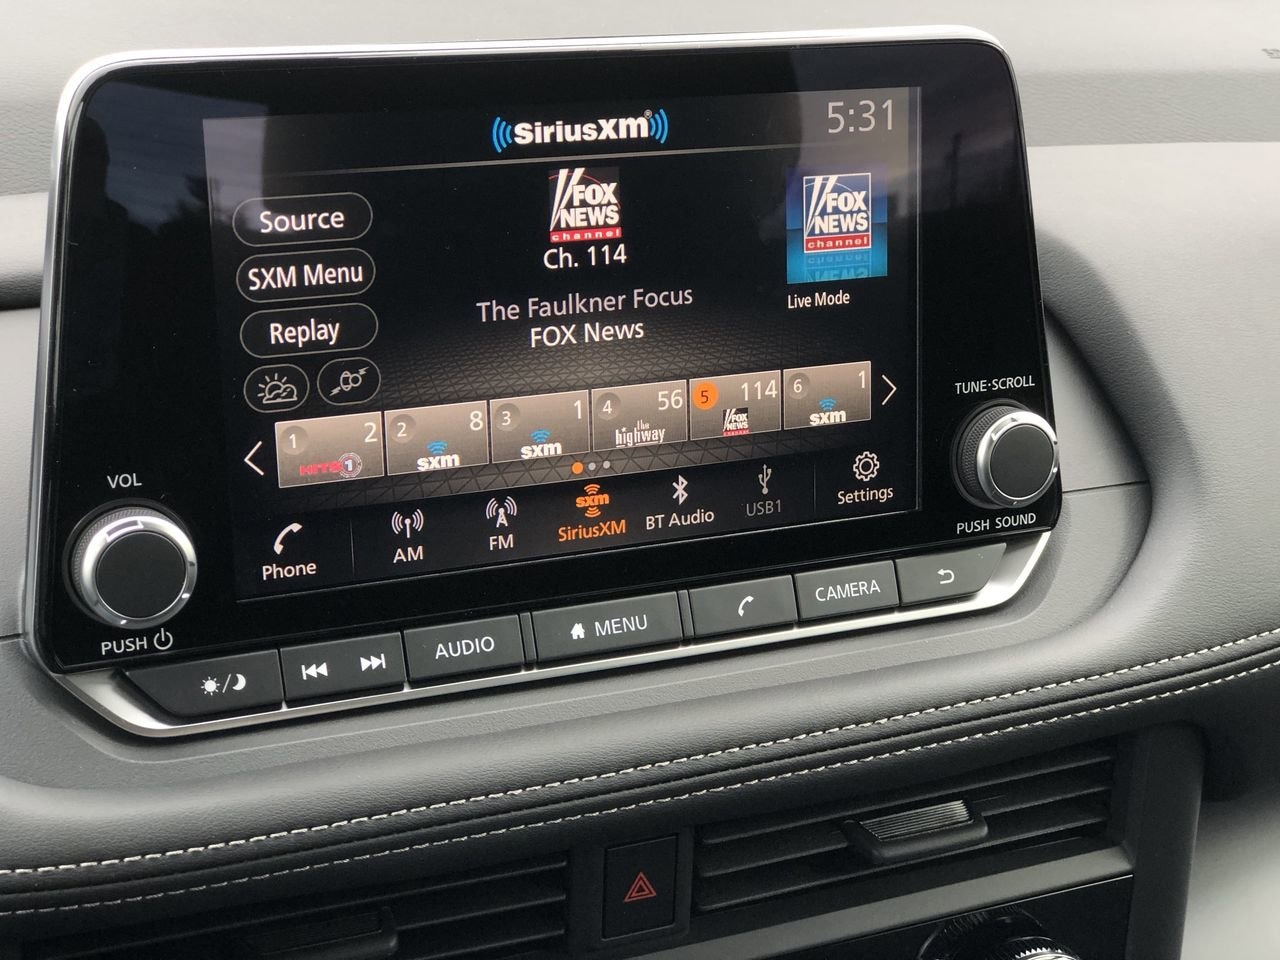 SiriusXM®
5:31
Source
SXM Menu
Replay
FOX
NEWS
channel
Ch. 114
The Faulkner Focus
FOX News
FOX
NEWS
channel
Live Mode
1 2
HITS 1
2 8
sxm
3 1
sxm
4 56
the
highway
5 114
FOX
NEWS
6 1
sxm
Phone
AM
FM
sxm
SiriusXM
BT Audio
USB1
Settings
VOL
PUSH
TUNE·SCROLL
PUSH SOUND
AUDIO
MENU
CAMERA